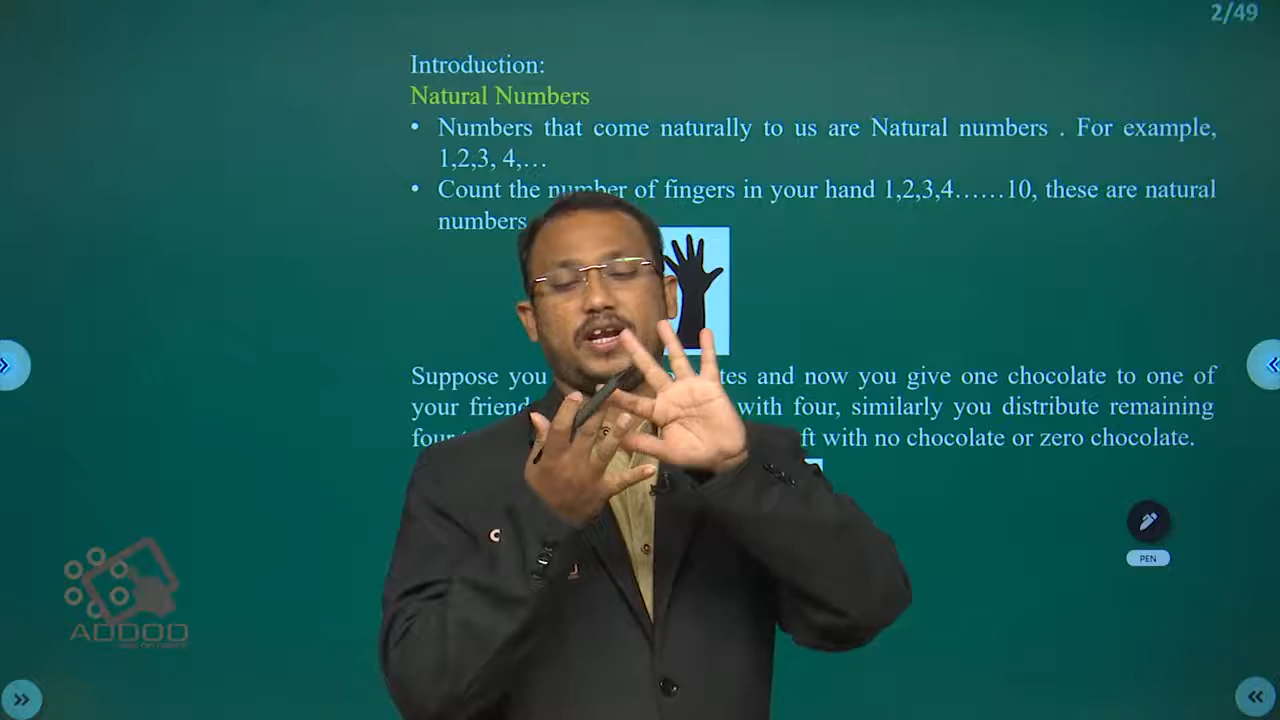 2/49
Introduction:
Natural Numbers
• Numbers that come naturally to us are Natural numbers . For example,
1,2,3, 4,…
• Count the number of fingers in your hand 1,2,3,4……10, these are natural
numbers
Suppose you tes and now you give one chocolate to one of
your friend with four, similarly you distribute remaining
four ft with no chocolate or zero chocolate.
PEN
AODOD